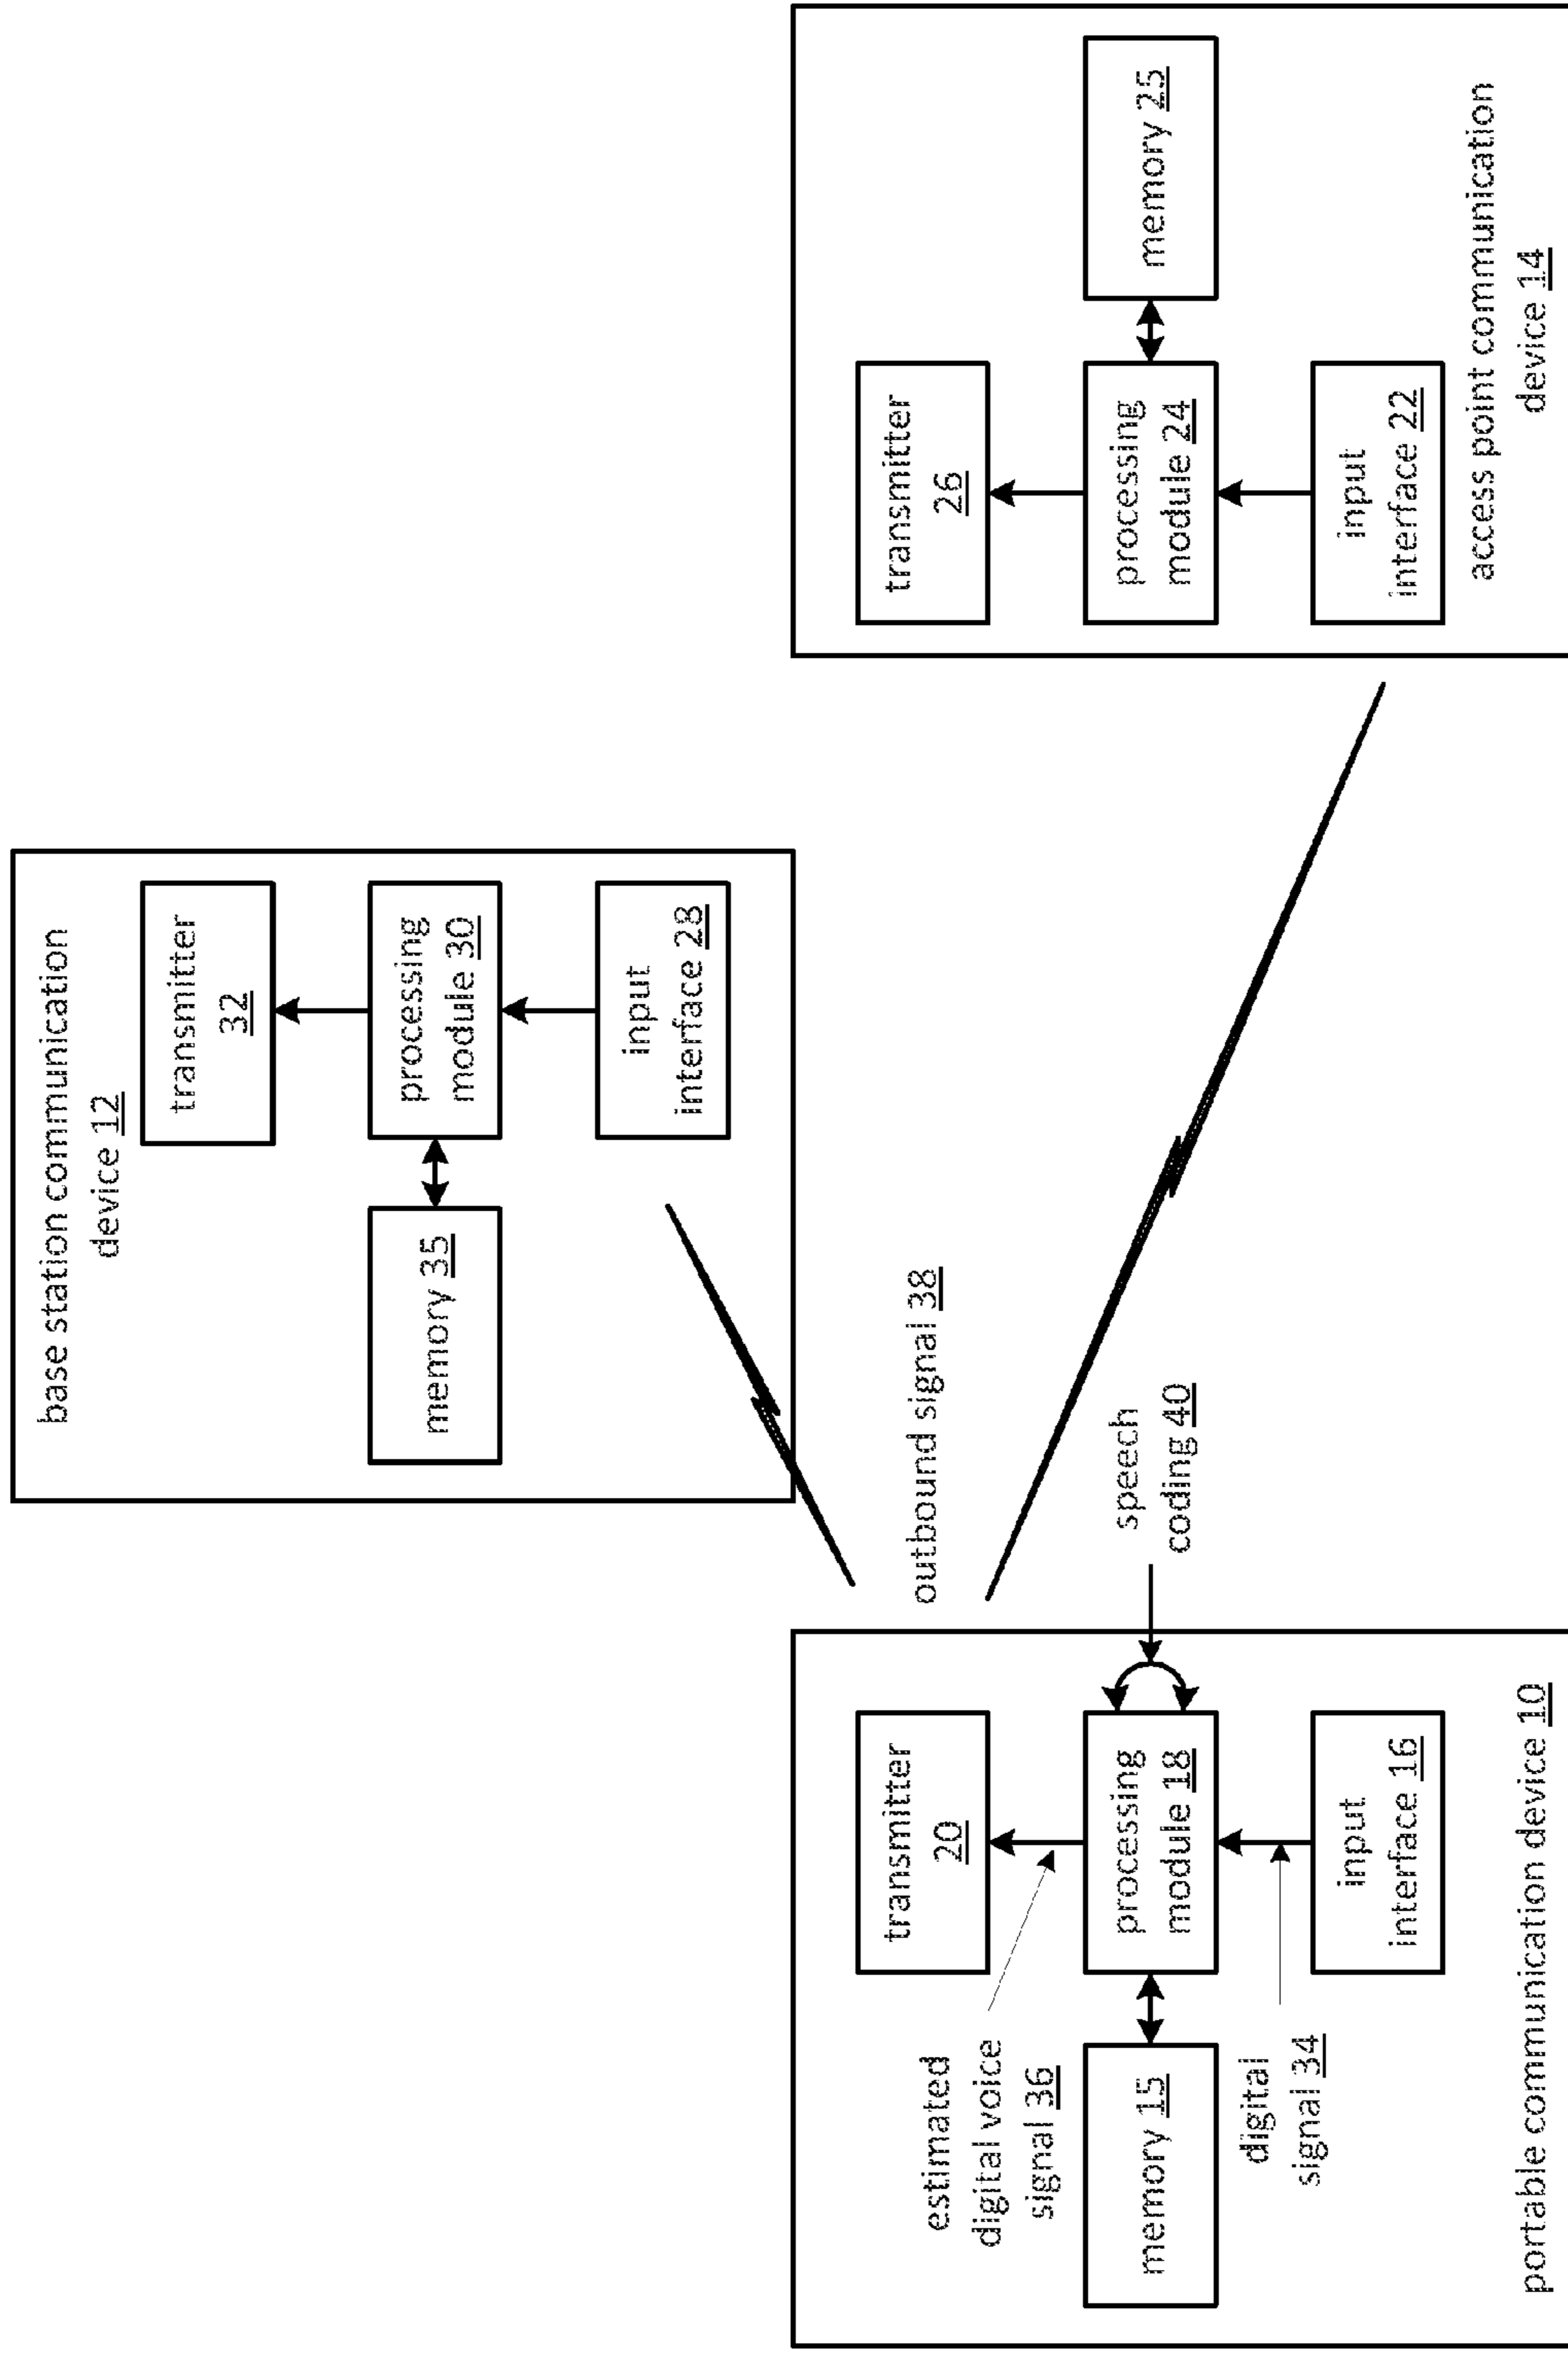 base station communication
device 12
transmitter
32
processing
module 30
input
interface 28
memory 35
estimated
digital voice
signal 36
transmitter
20
memory 15
processing
module 18
digital
signal 34
input
interface 16
portable communication device 10
outbound signal 38
speech
coding 40
transmitter
26
processing
module 24
memory 25
input
interface 22
access point communication
device 14